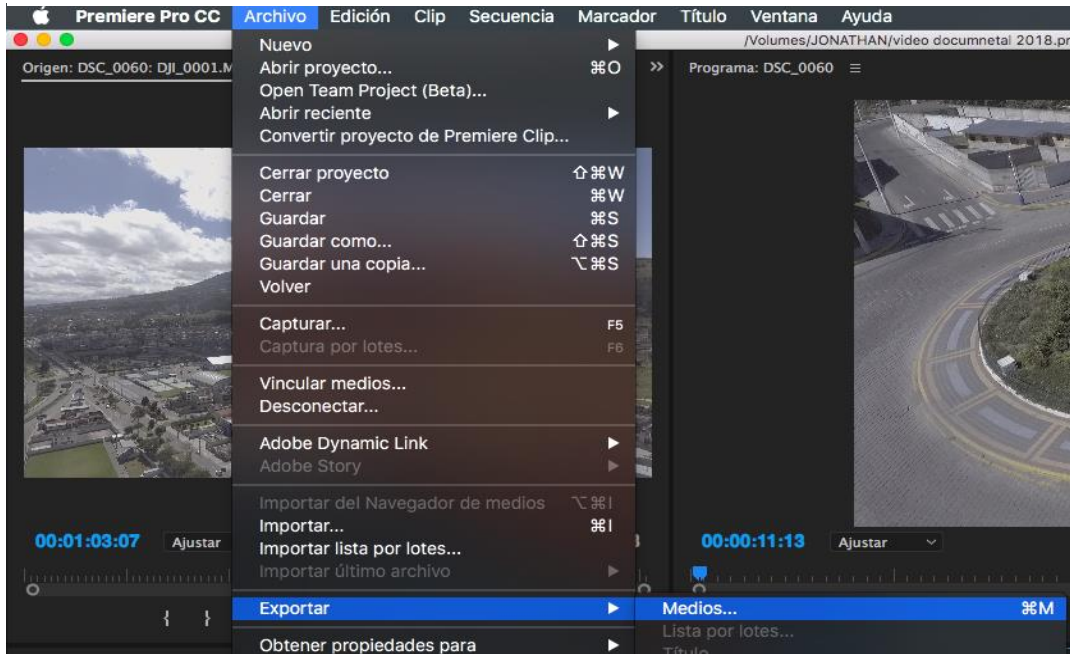 Premiere Pro CC Archivo Edición Clip Secuencia Marcador Título Ventana Ayuda
/Volumes/JONATHAN/video documnetal 2018.pr
Origen: DSC_0060: DJI_0001.M
» Programa: DSC_0060
Nuevo
Abrir proyecto... ⌘O
Open Team Project (Beta)...
Abrir reciente
Convertir proyecto de Premiere Clip...
Cerrar proyecto ⇧⌘W
Cerrar ⌘W
Guardar ⌘S
Guardar como... ⇧⌘S
Guardar una copia... ⌥⌘S
Volver
Capturar... F5
Captura por lotes... F6
Vincular medios...
Desconectar...
Adobe Dynamic Link
Adobe Story
Importar del Navegador de medios ⌥⌘I
Importar... ⌘I
Importar lista por lotes...
Importar último archivo
Exportar
Obtener propiedades para
Medios... ⌘M
Lista por lotes...
Título
00:01:03:07 Ajustar
00:00:11:13 Ajustar
{ }